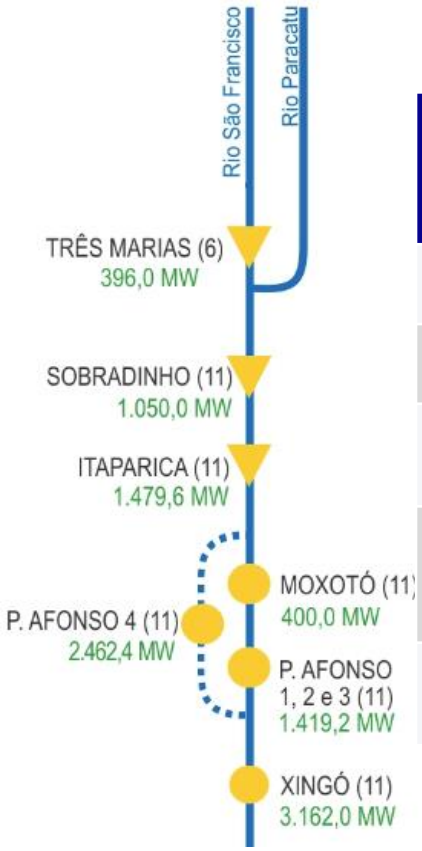 Rio São Francisco
Rio Paracatu
TRÊS MARIAS (6)
396,0 MW
SOBRADINHO (11)
1.050,0 MW
ITAPARICA (11)
1.479,6 MW
MOXOTÓ (11)
400,0 MW
P. AFONSO 4 (11)
2.462,4 MW
P. AFONSO
1, 2 e 3 (11)
1.419,2 MW
XINGÓ (11)
3.162,0 MW